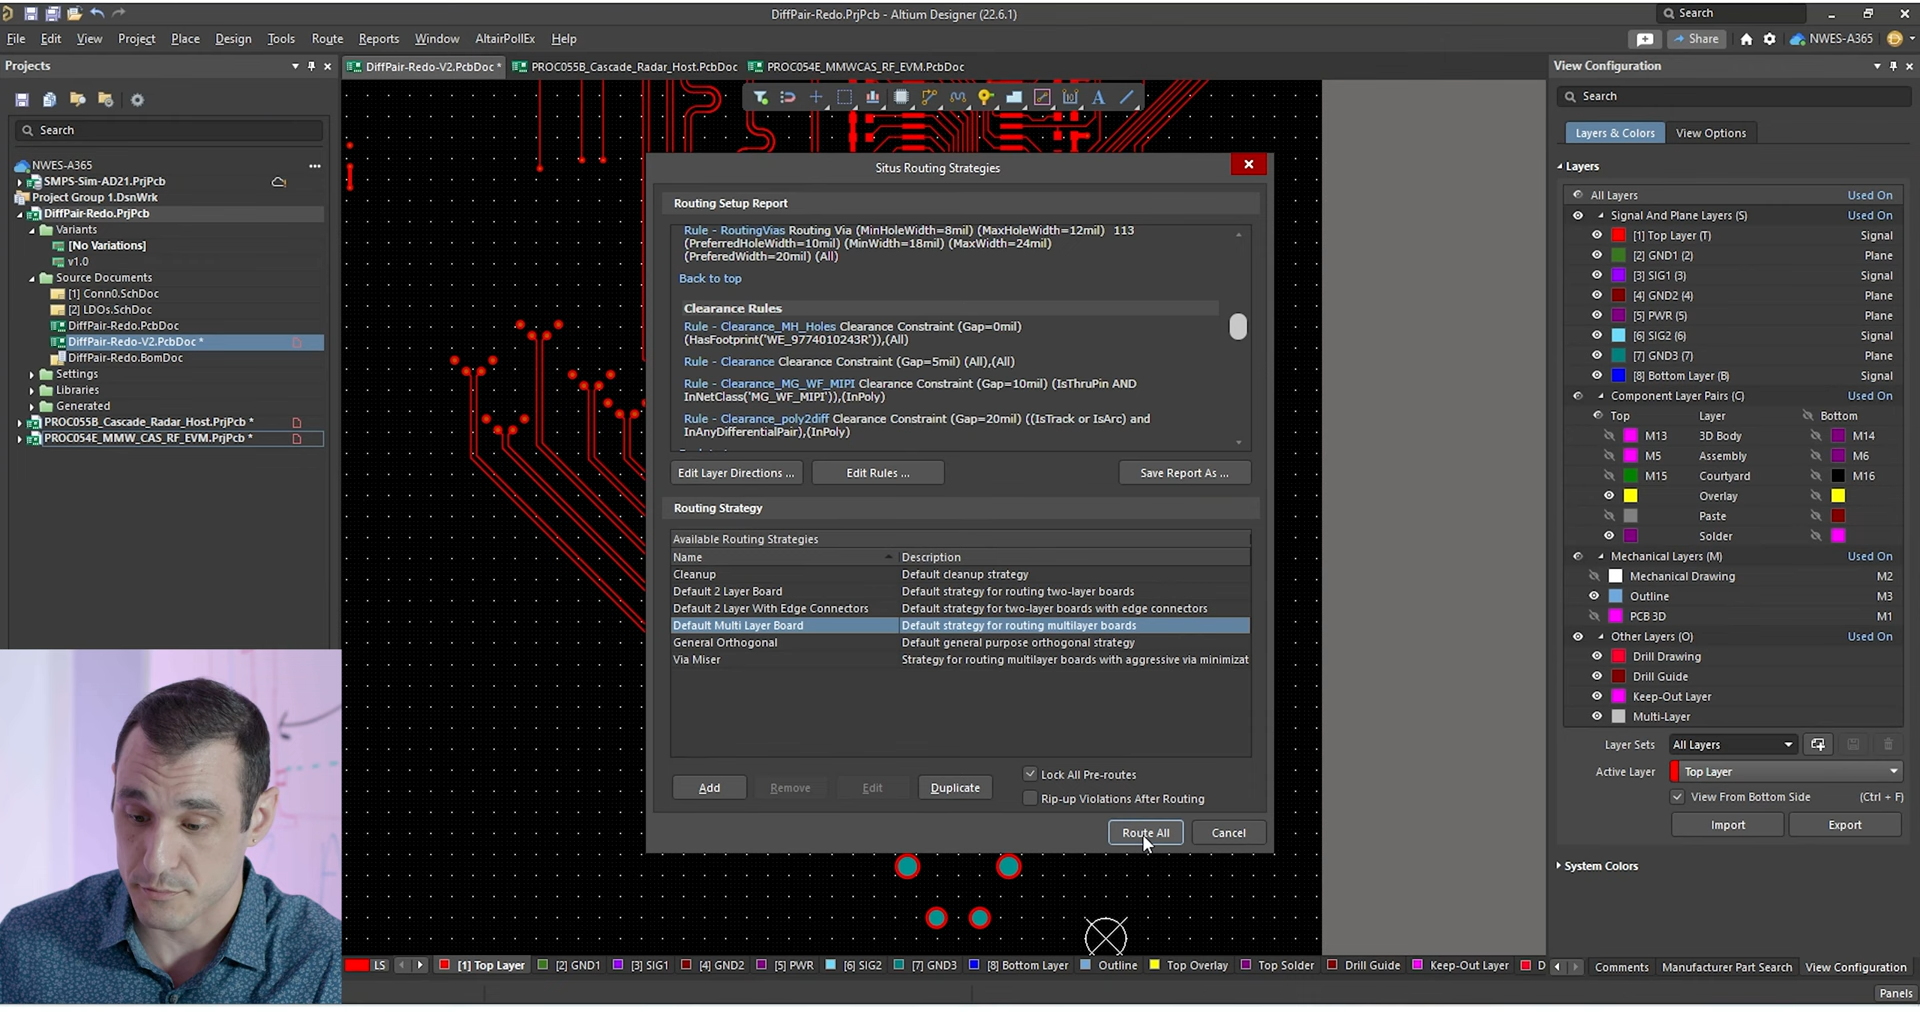 DiffPair-Redo.PrjPcb - Altium Designer (22.6.1)
Search
File Edit View Project Place Design Tools Route Reports Window AltairPollEx Help
Share
NWES-A365
Projects
DiffPair-Redo-V2.PcbDoc *
PROC055B_Cascade_Radar_Host.PcbDoc
PROC054E_MMWCAS_RF_EVM.PcbDoc
View Configuration
Search
Search
NWES-A365
SMPS-Sim-AD21.PrjPcb
Project Group 1.DsnWrk
DiffPair-Redo.PrjPcb
Variants
[No Variations]
v1.0
Source Documents
[1] Conn0.SchDoc
[2] LDOs.SchDoc
DiffPair-Redo.PcbDoc
DiffPair-Redo-V2.PcbDoc *
DiffPair-Redo.BomDoc
Settings
Libraries
Generated
PROC055B_Cascade_Radar_Host.PrjPcb *
PROC054E_MMW_CAS_RF_EVM.PrjPcb *
Situs Routing Strategies
Routing Setup Report
Rule - RoutingVias Routing Via (MinHoleWidth=8mil) (MaxHoleWidth=12mil) 113
(PreferredHoleWidth=10mil) (MinWidth=18mil) (MaxWidth=24mil)
(PreferedWidth=20mil) (All)
Back to top
Clearance Rules
Rule - Clearance_MH_Holes Clearance Constraint (Gap=0mil)
(HasFootprint('WE_9774010243R')),(All)
Rule - Clearance Clearance Constraint (Gap=5mil) (All),(All)
Rule - Clearance_MG_WF_MIPI Clearance Constraint (Gap=10mil) (IsThruPin AND
InNetClass('MG_WF_MIPI')),(InPoly)
Rule - Clearance_poly2diff Clearance Constraint (Gap=20mil) ((IsTrack or IsArc) and
InAnyDifferentialPair),(InPoly)
Edit Layer Directions ...
Edit Rules ...
Save Report As ...
Routing Strategy
Available Routing Strategies
Name Description
Cleanup Default cleanup strategy
Default 2 Layer Board Default strategy for routing two-layer boards
Default 2 Layer With Edge Connectors Default strategy for two-layer boards with edge connectors
Default Multi Layer Board Default strategy for routing multilayer boards
General Orthogonal Default general purpose orthogonal strategy
Via Miser Strategy for routing multilayer boards with aggressive via minimizat
Add Remove Edit Duplicate
Lock All Pre-routes
Rip-up Violations After Routing
Route All Cancel
Layers & Colors View Options
Layers
All Layers Used On
Signal And Plane Layers (S) Used On
[1] Top Layer (T) Signal
[2] GND1 (2) Plane
[3] SIG1 (3) Signal
[4] GND2 (4) Plane
[5] PWR (5) Plane
[6] SIG2 (6) Signal
[7] GND3 (7) Plane
[8] Bottom Layer (B) Signal
Component Layer Pairs (C) Used On
Top Layer Bottom
M13 3D Body M14
M5 Assembly M6
M15 Courtyard M16
Overlay
Paste
Solder
Mechanical Layers (M) Used On
Mechanical Drawing M2
Outline M3
PCB 3D M1
Other Layers (O) Used On
Drill Drawing
Drill Guide
Keep-Out Layer
Multi-Layer
Layer Sets All Layers
Active Layer Top Layer
View From Bottom Side (Ctrl + F)
Import Export
System Colors
LS [1] Top Layer [2] GND1 [3] SIG1 [4] GND2 [5] PWR [6] SIG2 [7] GND3 [8] Bottom Layer Outline Top Overlay Top Solder Drill Guide Keep-Out Layer D
Comments Manufacturer Part Search View Configuration
Panels